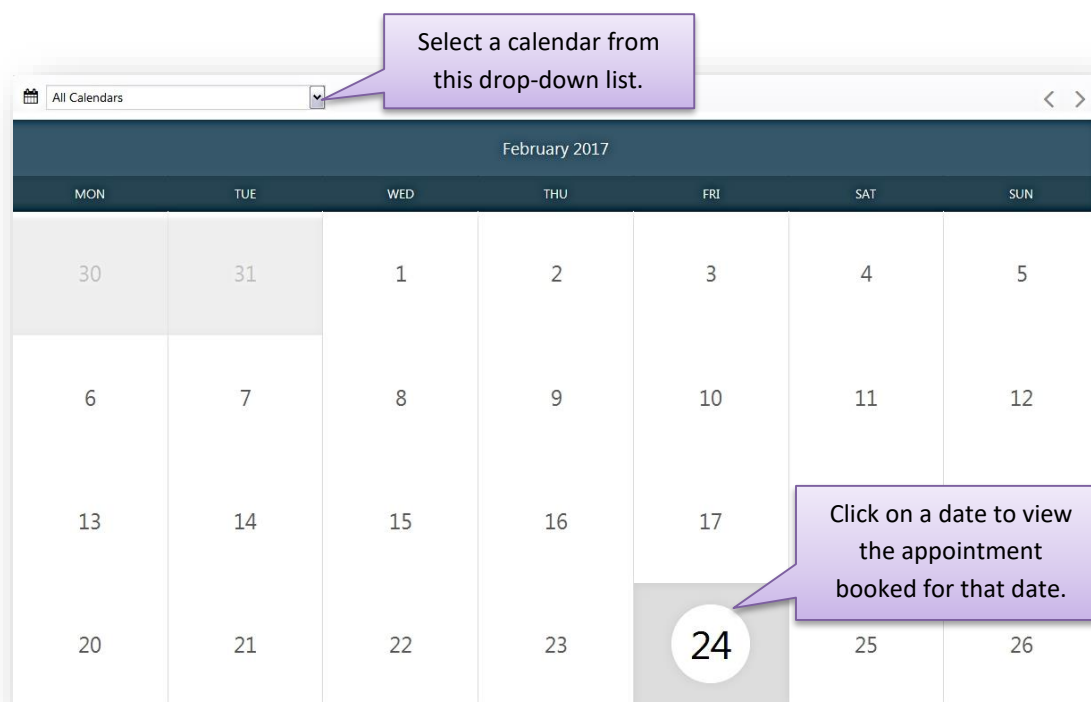 Select a calendar from
this drop-down list.
All Calendars
February 2017
MON TUE WED THU FRI SAT SUN
30 31 1 2 3 4 5
6 7 8 9 10 11 12
13 14 15 16 17
Click on a date to view
the appointment
booked for that date.
20 21 22 23 24 25 26